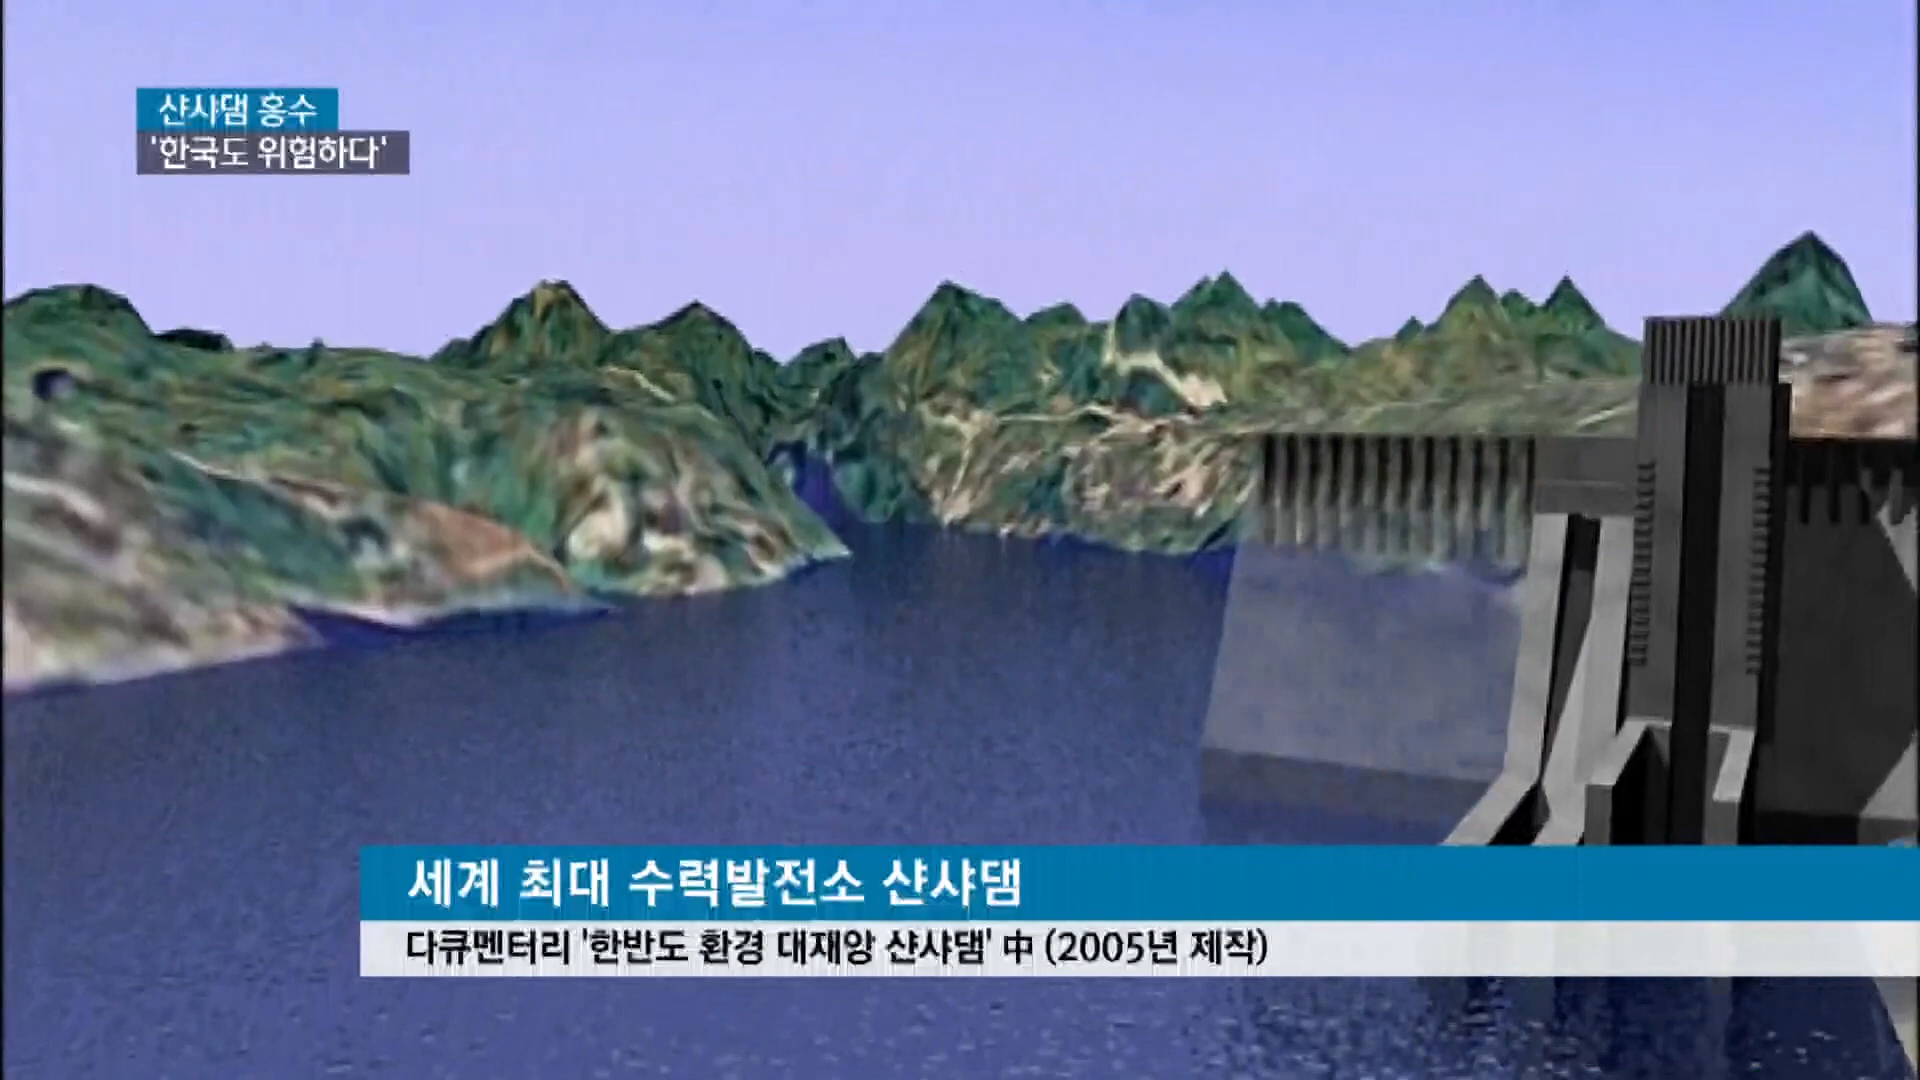 샨샤댐 홍수
'한국도 위험하다'
세계 최대 수력발전소 샨샤댐
다큐멘터리 '한반도 환경 대재앙 샨샤댐' 中 (2005년 제작)